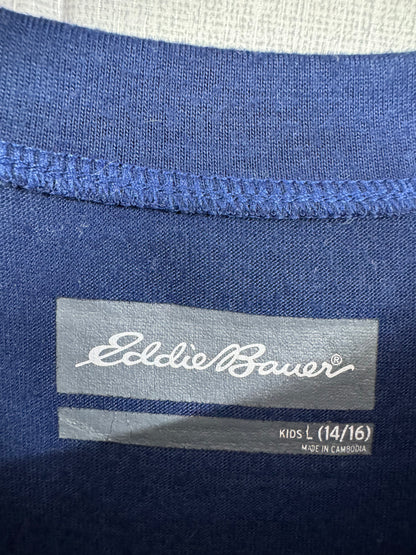 Eddie Bauer®
KIDS L (14/16)
MADE IN CAMBODIA